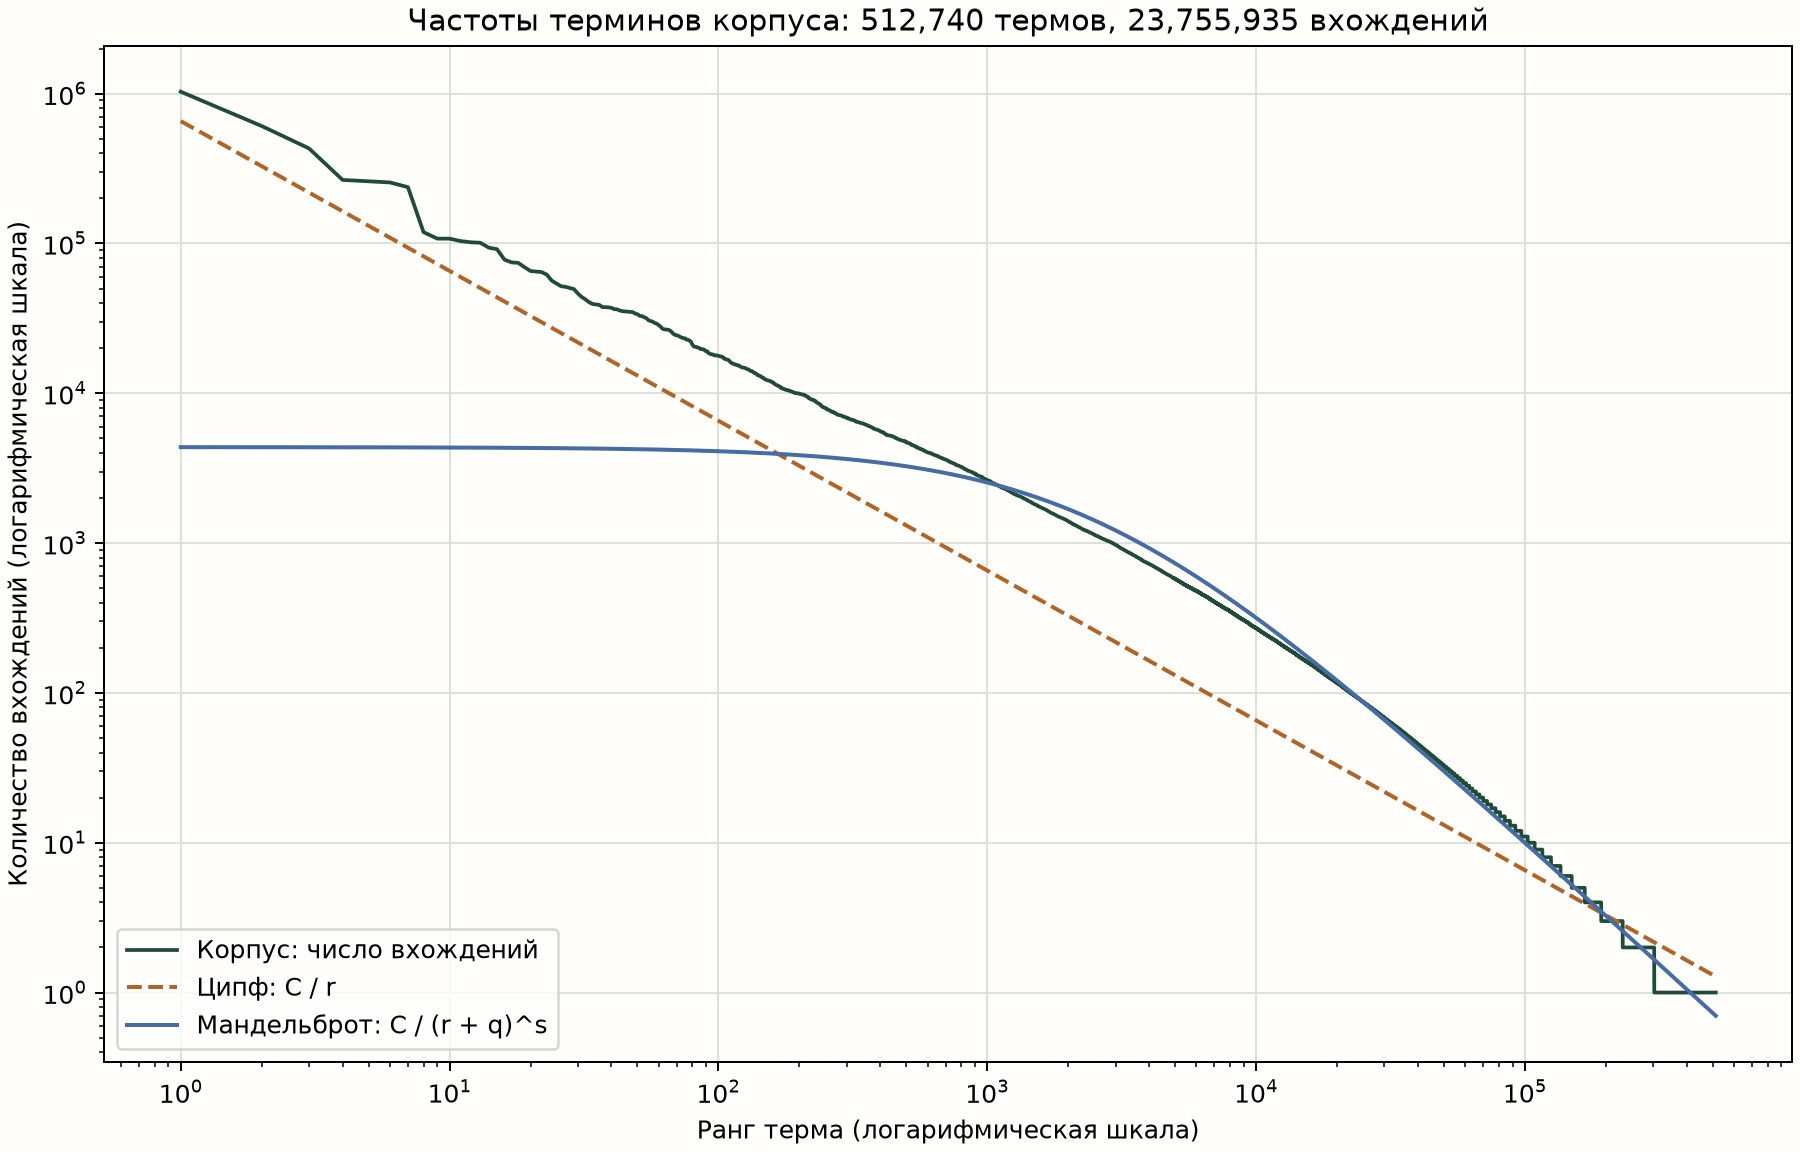 Частоты терминов корпуса: 512,740 термов, 23,755,935 вхождений
Количество вхождений (логарифмическая шкала)
10^6
10^5
10^4
10^3
10^2
10^1
10^0
Корпус: число вхождений
Ципф: C / r
Мандельброт: C / (r + q)^s
10^0 10^1 10^2 10^3 10^4 10^5
Ранг терма (логарифмическая шкала)